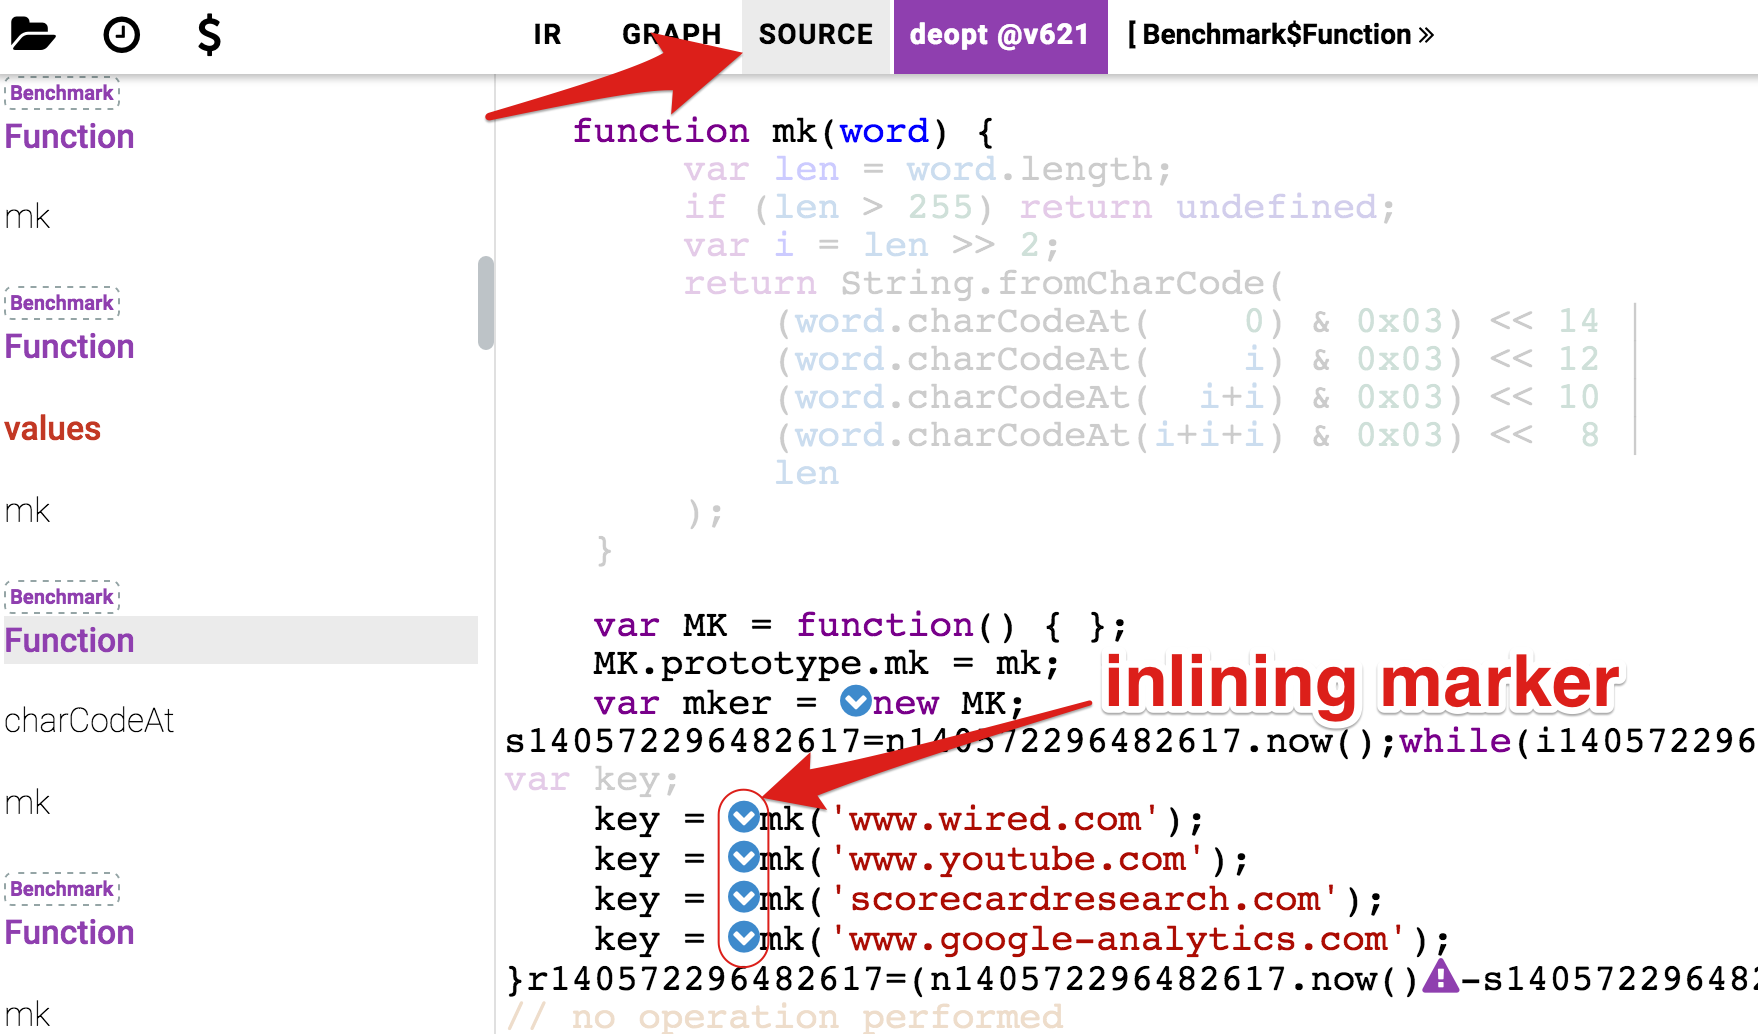 IR GRAPH SOURCE deopt @v621 [ Benchmark$Function »
Benchmark
Function
mk
Benchmark
Function
values
mk
Benchmark
Function
charCodeAt
mk
Benchmark
Function
mk
function mk(word) {
var len = word.length;
if (len > 255) return undefined;
var i = len >> 2;
return String.fromCharCode(
(word.charCodeAt(    0) & 0x03) << 14 |
(word.charCodeAt(    i) & 0x03) << 12 |
(word.charCodeAt(  i+i) & 0x03) << 10 |
(word.charCodeAt(i+i+i) & 0x03) <<  8 |
len
);
}
var MK = function() { };
MK.prototype.mk = mk;
var mker = new MK;
inlining marker
s140572296482617=n140572296482617.now();while(i140572296
var key;
key = mk('www.wired.com');
key = mk('www.youtube.com');
key = mk('scorecardresearch.com');
key = mk('www.google-analytics.com');
}r140572296482617=(n140572296482617.now()-s14057229648
// no operation performed